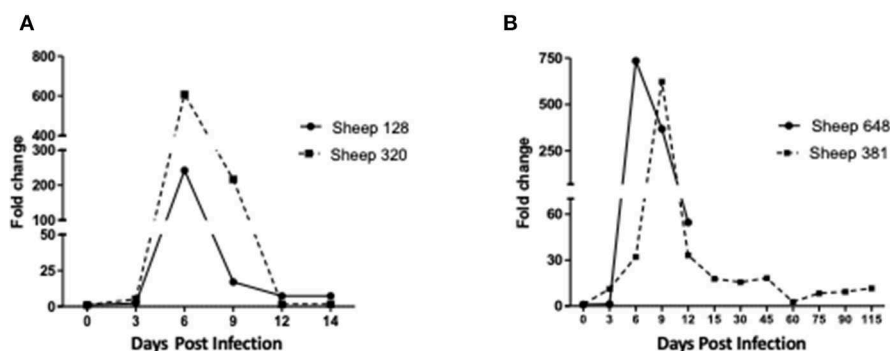 A
Fold change
800
600
400
300
200
100
50
25
0
0 3 6 9 12 14
Days Post Infection
Sheep 128
Sheep 320
B
Fold change
750
500
250
60
30
0
0 3 6 9 12 15 30 45 60 75 90 115
Days Post Infection
Sheep 648
Sheep 381